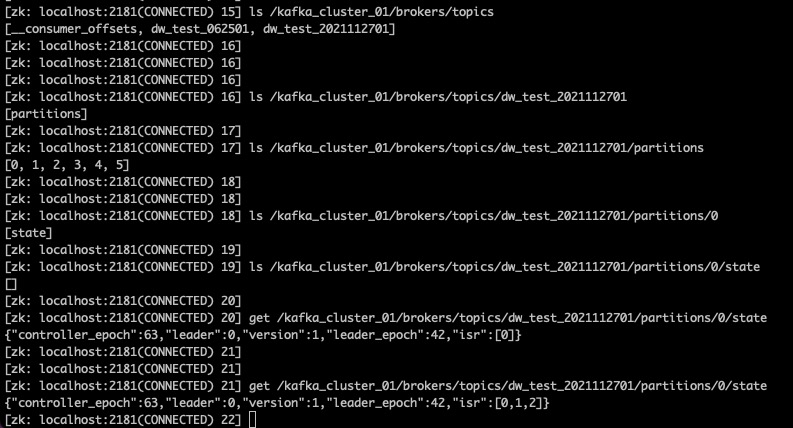 [zk: localhost:2181(CONNECTED) 15] ls /kafka_cluster_01/brokers/topics
[__consumer_offsets, dw_test_062501, dw_test_2021112701]
[zk: localhost:2181(CONNECTED) 16]
[zk: localhost:2181(CONNECTED) 16]
[zk: localhost:2181(CONNECTED) 16]
[zk: localhost:2181(CONNECTED) 16] ls /kafka_cluster_01/brokers/topics/dw_test_2021112701
[partitions]
[zk: localhost:2181(CONNECTED) 17]
[zk: localhost:2181(CONNECTED) 17] ls /kafka_cluster_01/brokers/topics/dw_test_2021112701/partitions
[0, 1, 2, 3, 4, 5]
[zk: localhost:2181(CONNECTED) 18]
[zk: localhost:2181(CONNECTED) 18]
[zk: localhost:2181(CONNECTED) 18] ls /kafka_cluster_01/brokers/topics/dw_test_2021112701/partitions/0
[state]
[zk: localhost:2181(CONNECTED) 19]
[zk: localhost:2181(CONNECTED) 19] ls /kafka_cluster_01/brokers/topics/dw_test_2021112701/partitions/0/state
[]
[zk: localhost:2181(CONNECTED) 20]
[zk: localhost:2181(CONNECTED) 20] get /kafka_cluster_01/brokers/topics/dw_test_2021112701/partitions/0/state
{"controller_epoch":63,"leader":0,"version":1,"leader_epoch":42,"isr":[0]}
[zk: localhost:2181(CONNECTED) 21]
[zk: localhost:2181(CONNECTED) 21]
[zk: localhost:2181(CONNECTED) 21] get /kafka_cluster_01/brokers/topics/dw_test_2021112701/partitions/0/state
{"controller_epoch":63,"leader":0,"version":1,"leader_epoch":42,"isr":[0,1,2]}
[zk: localhost:2181(CONNECTED) 22]